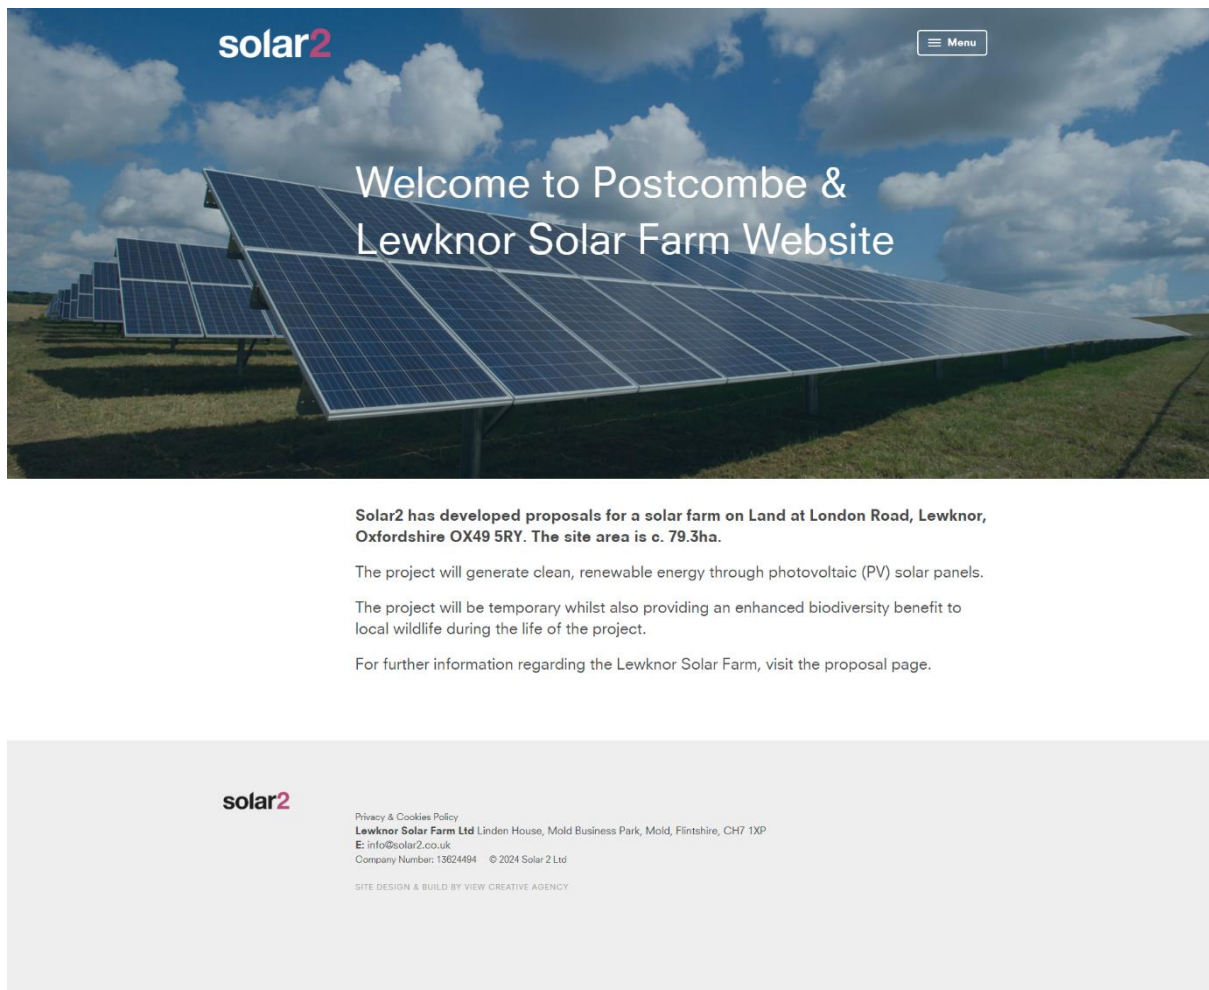 solar2
Menu
Welcome to Postcombe &
Lewknor Solar Farm Website
Solar2 has developed proposals for a solar farm on Land at London Road, Lewknor,
Oxfordshire OX49 5RY. The site area is c. 79.3ha.
The project will generate clean, renewable energy through photovoltaic (PV) solar panels.
The project will be temporary whilst also providing an enhanced biodiversity benefit to
local wildlife during the life of the project.
For further information regarding the Lewknor Solar Farm, visit the proposal page.
solar2
Privacy & Cookies Policy
Lewknor Solar Farm Ltd Linden House, Mold Business Park, Mold, Flintshire, CH7 1XP
E: info@solar2.co.uk
Company Number: 13624494 © 2024 Solar 2 Ltd
SITE DESIGN & BUILD BY VIEW CREATIVE AGENCY